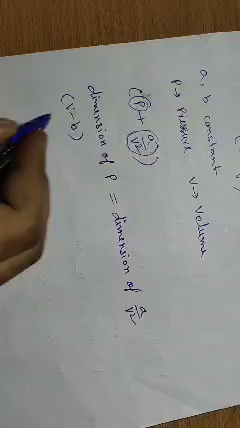 a, b constant
P → Pressure V → Volume
(P + a/V²)
dimension of P = dimension of a/V²
(V-b)